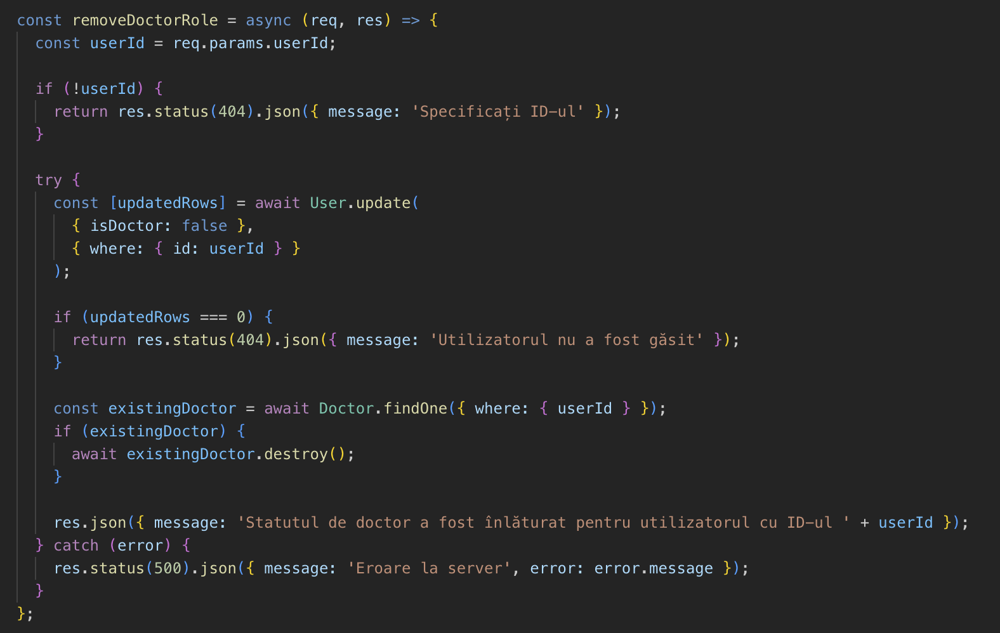 const removeDoctorRole = async (req, res) => {
  const userId = req.params.userId;

  if (!userId) {
    return res.status(404).json({ message: 'Specificați ID-ul' });
  }

  try {
    const [updatedRows] = await User.update(
      { isDoctor: false },
      { where: { id: userId } }
    );

    if (updatedRows === 0) {
      return res.status(404).json({ message: 'Utilizatorul nu a fost găsit' });
    }

    const existingDoctor = await Doctor.findOne({ where: { userId } });
    if (existingDoctor) {
      await existingDoctor.destroy();
    }

    res.json({ message: 'Statutul de doctor a fost înlăturat pentru utilizatorul cu ID-ul ' + userId });
  } catch (error) {
    res.status(500).json({ message: 'Eroare la server', error: error.message });
  }
};